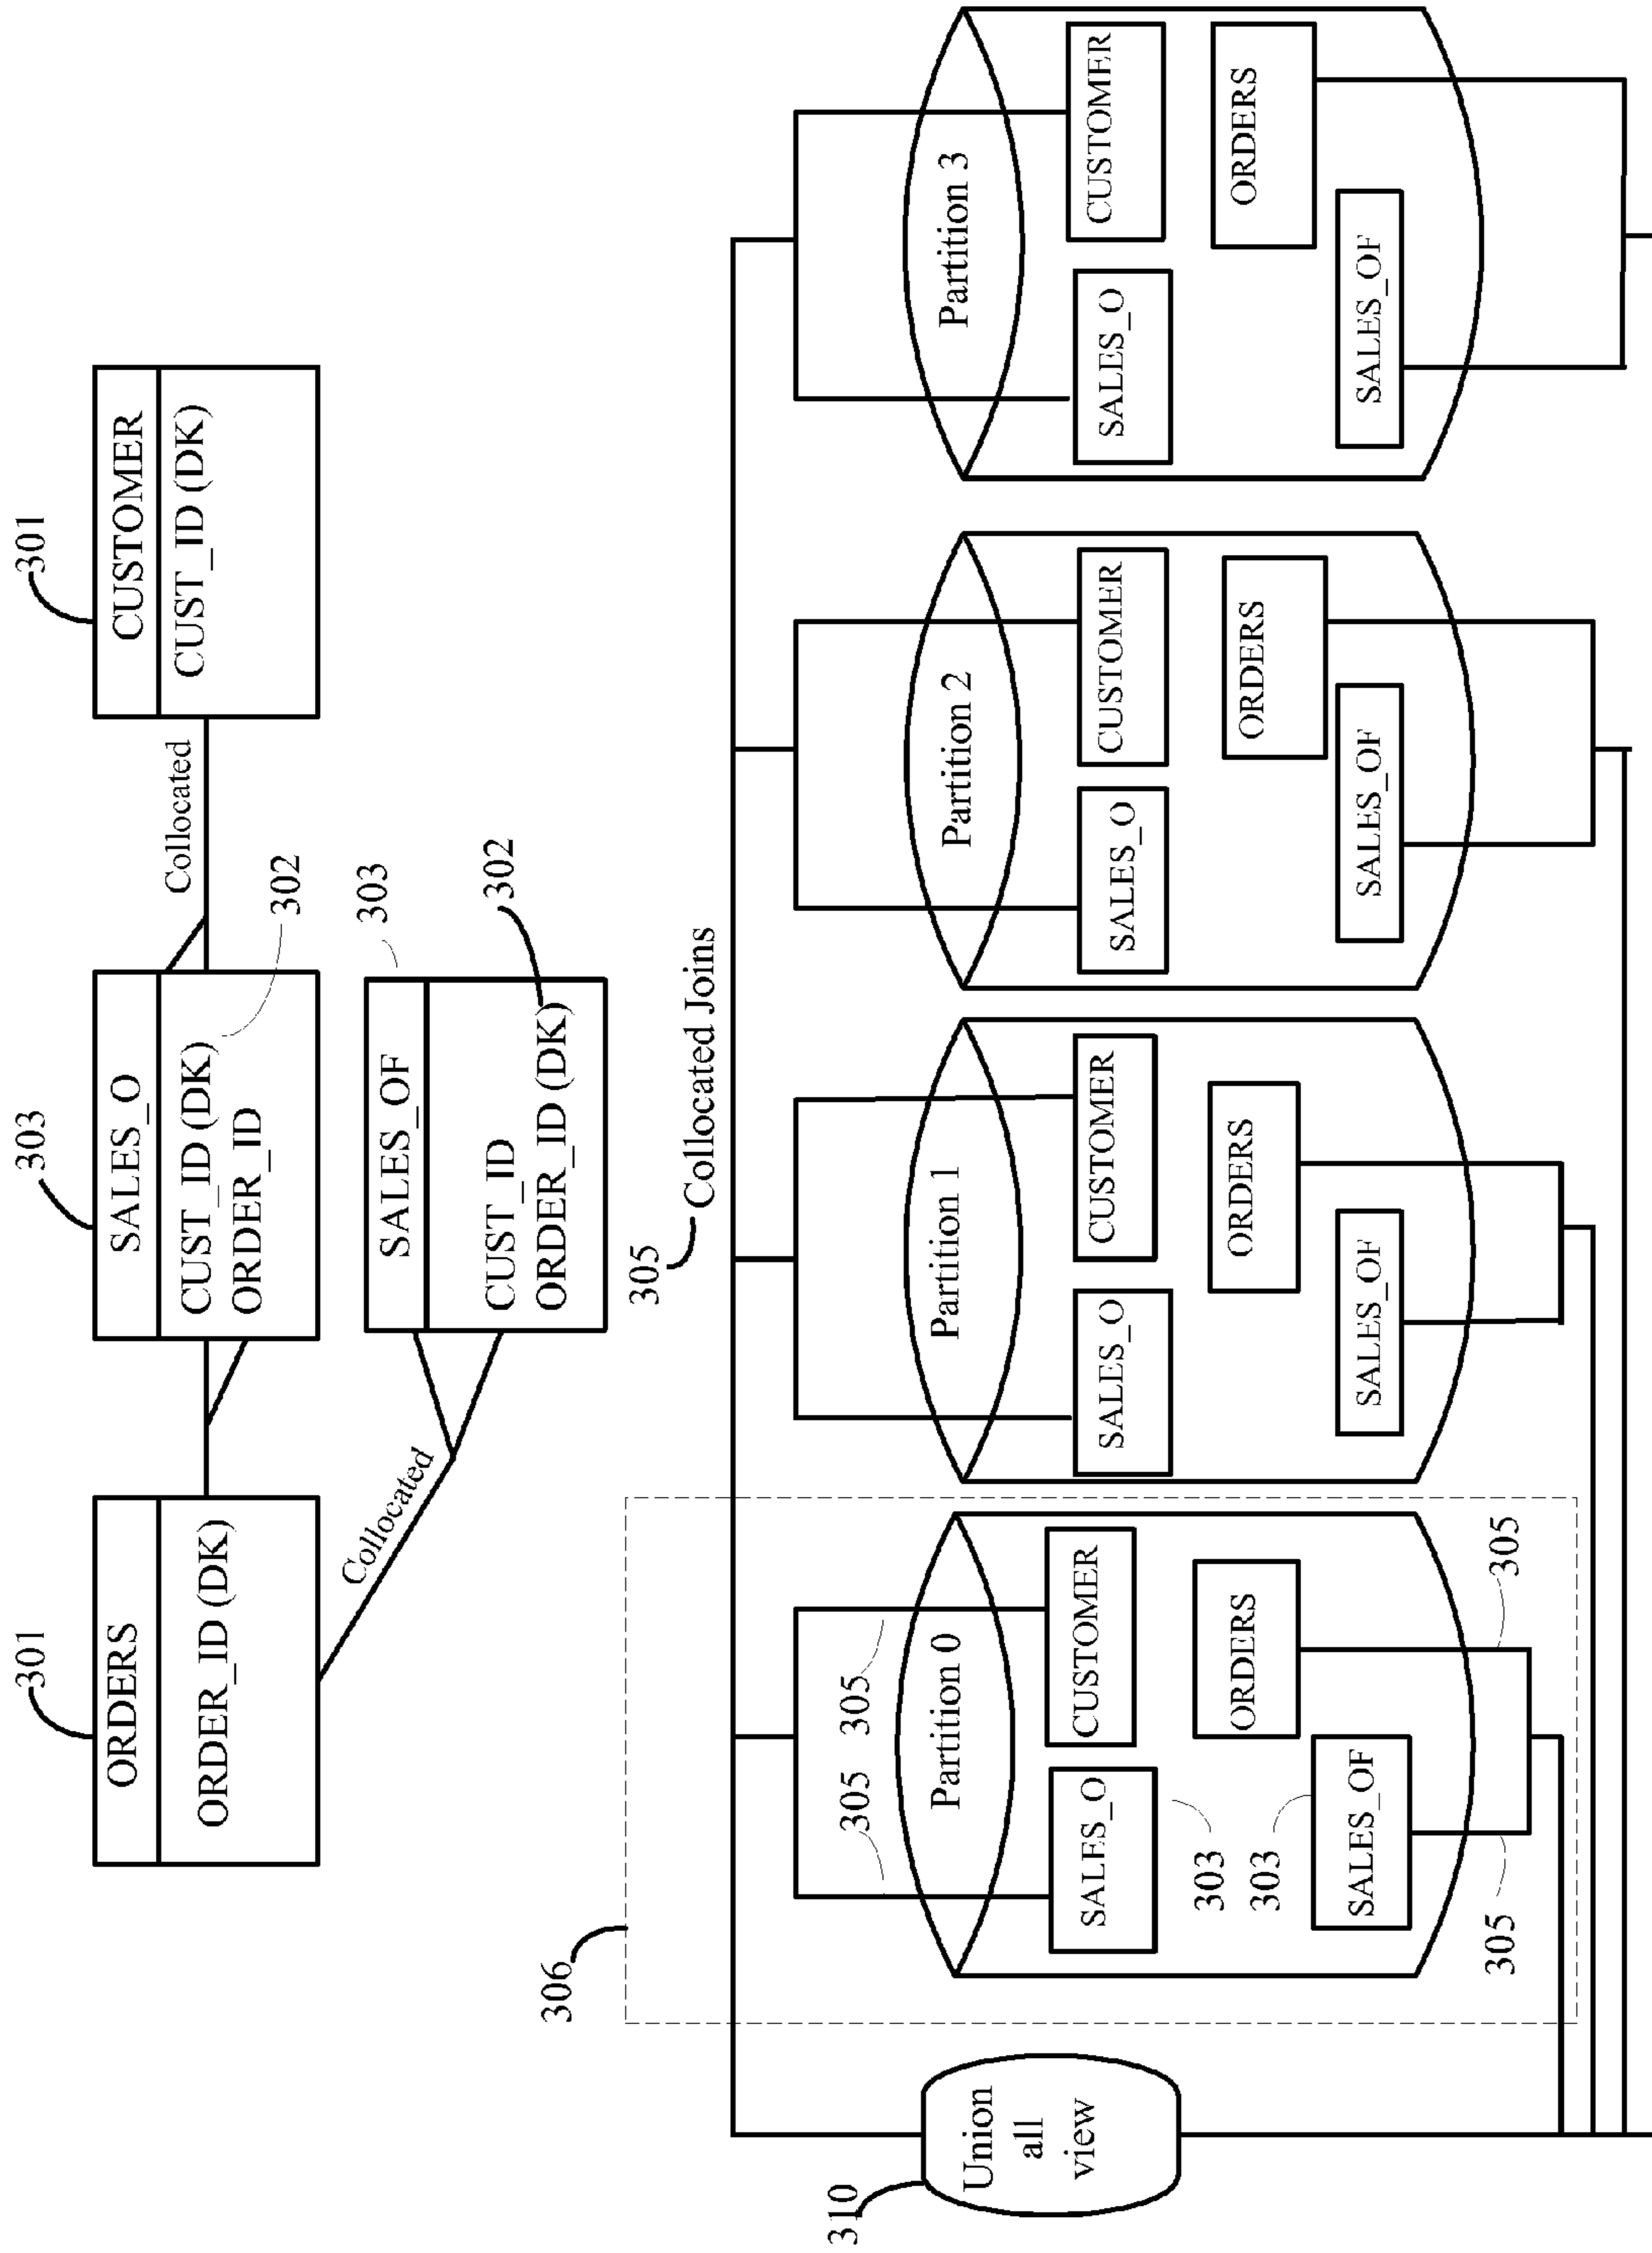 301
301
303
ORDERS
SALES_O
CUSTOMER
ORDER_ID (DK)
CUST_ID (DK)
ORDER_ID
Collocated
CUST_ID (DK)
302
Collocated
303
SALES_OF
CUST_ID
ORDER_ID (DK)
302
305
Collocated Joins
306
310
Union
all
view
305
305
Partition 0
SALES_O
CUSTOMER
303
303
ORDERS
SALES_OF
305
305
Partition 1
SALES_O
CUSTOMER
ORDERS
SALES_OF
Partition 2
SALES_O
CUSTOMER
ORDERS
SALES_OF
Partition 3
SALES_O
CUSTOMER
ORDERS
SALES_OF